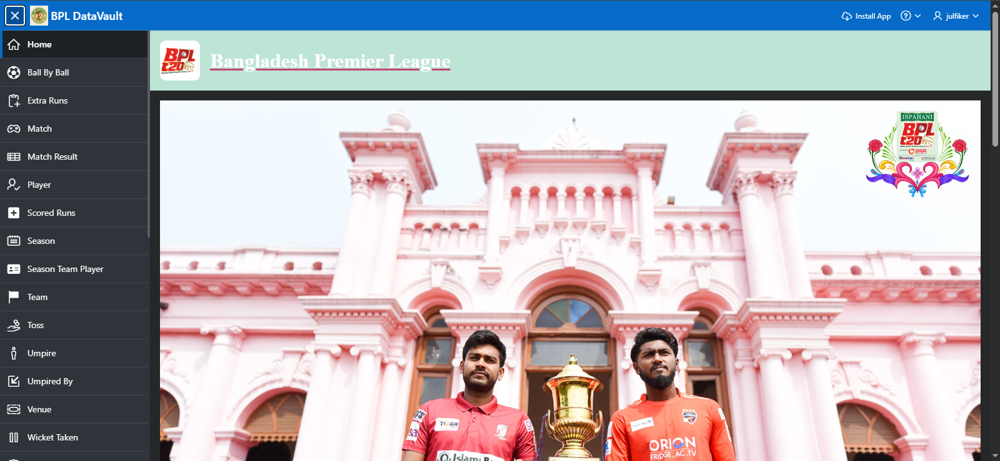 BPL DataVault
Install App
julfiker
Home
Ball By Ball
Extra Runs
Match
Match Result
Player
Scored Runs
Season
Season Team Player
Team
Toss
Umpire
Umpired By
Venue
Wicket Taken
BPL
t20
Bangladesh Premier League
ISPAHANI
BPL
t20
Omera
TIGER
Islami
ORION
FRIDGE, AC, TV